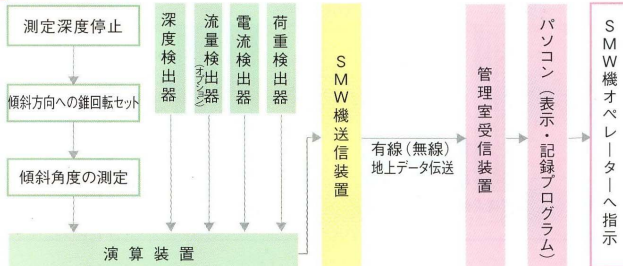 測定深度停止
傾斜方向への錐回転セット
傾斜角度の測定
深度検出器
流量検出器
(オプション)
電流検出器
荷重検出器
演算装置
SMW機送信装置
有線(無線)
地上データ伝送
管理室受信装置
パソコン(表示・記録プログラム)
SMW機オペレーターへ指示